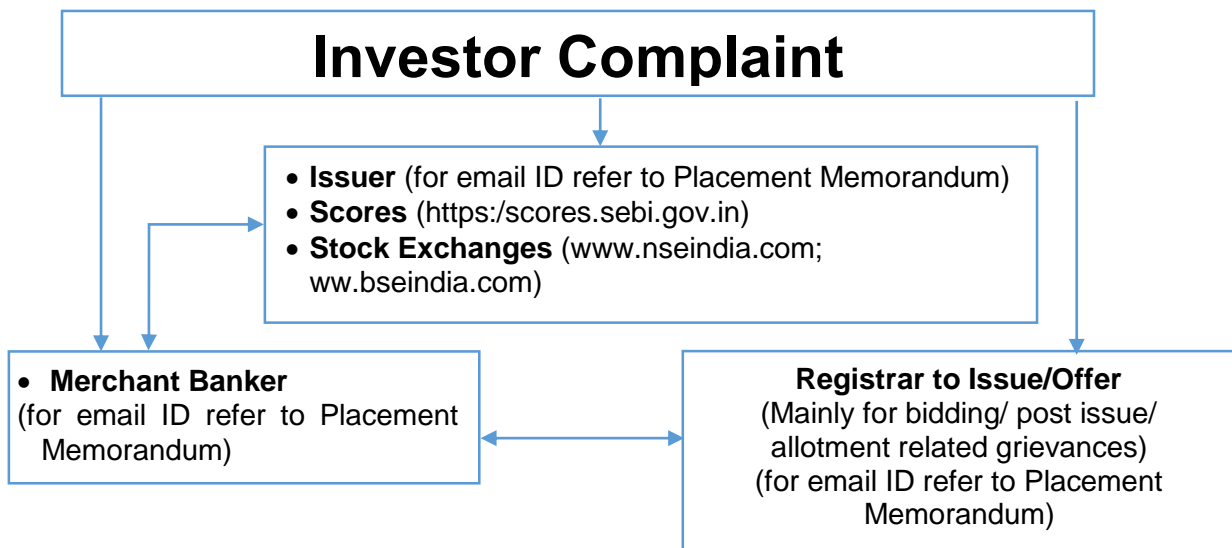 Investor Complaint
• Issuer (for email ID refer to Placement Memorandum)
• Scores (https:/scores.sebi.gov.in)
• Stock Exchanges (www.nseindia.com;
ww.bseindia.com)
• Merchant Banker
(for email ID refer to Placement
Memorandum)
Registrar to Issue/Offer
(Mainly for bidding/ post issue/
allotment related grievances)
(for email ID refer to Placement
Memorandum)